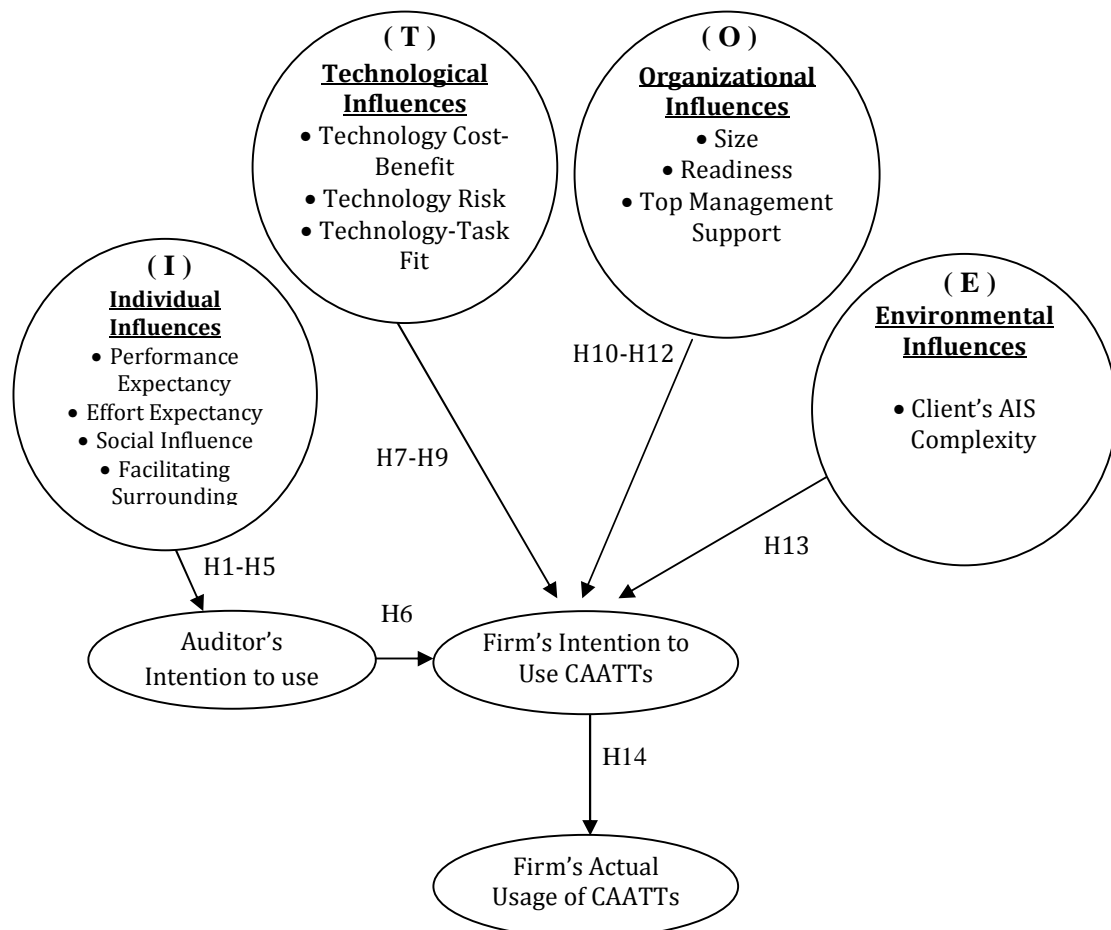 ( T )
Technological
Influences
• Technology Cost-
Benefit
• Technology Risk
• Technology-Task
Fit
( O )
Organizational
Influences
• Size
• Readiness
• Top Management
Support
( I )
Individual
Influences
• Performance
Expectancy
• Effort Expectancy
• Social Influence
• Facilitating
Surrounding
( E )
Environmental
Influences
• Client’s AIS
Complexity
H10-H12
H7-H9
H13
H1-H5
H6
Auditor’s
Intention to use
Firm’s Intention to
Use CAATTs
H14
Firm’s Actual
Usage of CAATTs